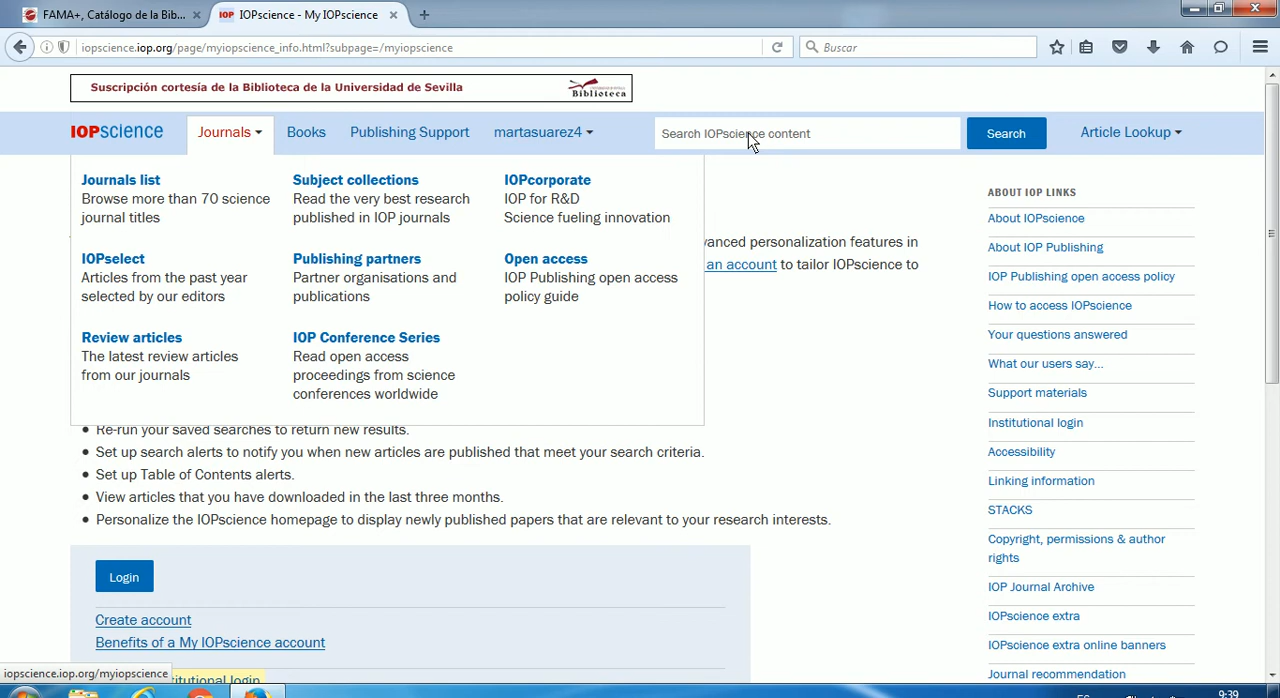 FAMA+, Catálogo de la Bib...
IOP IOPscience - My IOPscience
iopscience.iop.org/page/myiopscience_info.html?subpage=/myiopscience
Buscar
Suscripción cortesía de la Biblioteca de la Universidad de Sevilla
Biblioteca
IOPscience
Journals
Books
Publishing Support
martasuarez4
Search IOPscience content
Search
Article Lookup
Journals list
Browse more than 70 science
journal titles
Subject collections
Read the very best research
published in IOP journals
IOPcorporate
IOP for R&D
Science fueling innovation
IOPselect
Articles from the past year
selected by our editors
Publishing partners
Partner organisations and
publications
Open access
IOP Publishing open access
policy guide
Review articles
The latest review articles
from our journals
IOP Conference Series
Read open access
proceedings from science
conferences worldwide
vanced personalization features in
an account to tailor IOPscience to
Re-run your saved searches to return new results.
Set up search alerts to notify you when new articles are published that meet your search criteria.
Set up Table of Contents alerts.
View articles that you have downloaded in the last three months.
Personalize the IOPscience homepage to display newly published papers that are relevant to your research interests.
Login
Create account
Benefits of a My IOPscience account
titutional login
ABOUT IOP LINKS
About IOPscience
About IOP Publishing
IOP Publishing open access policy
How to access IOPscience
Your questions answered
What our users say...
Support materials
Institutional login
Accessibility
Linking information
STACKS
Copyright, permissions & author
rights
IOP Journal Archive
IOPscience extra
IOPscience extra online banners
Journal recommendation
iopscience.iop.org/myiopscience
9:39